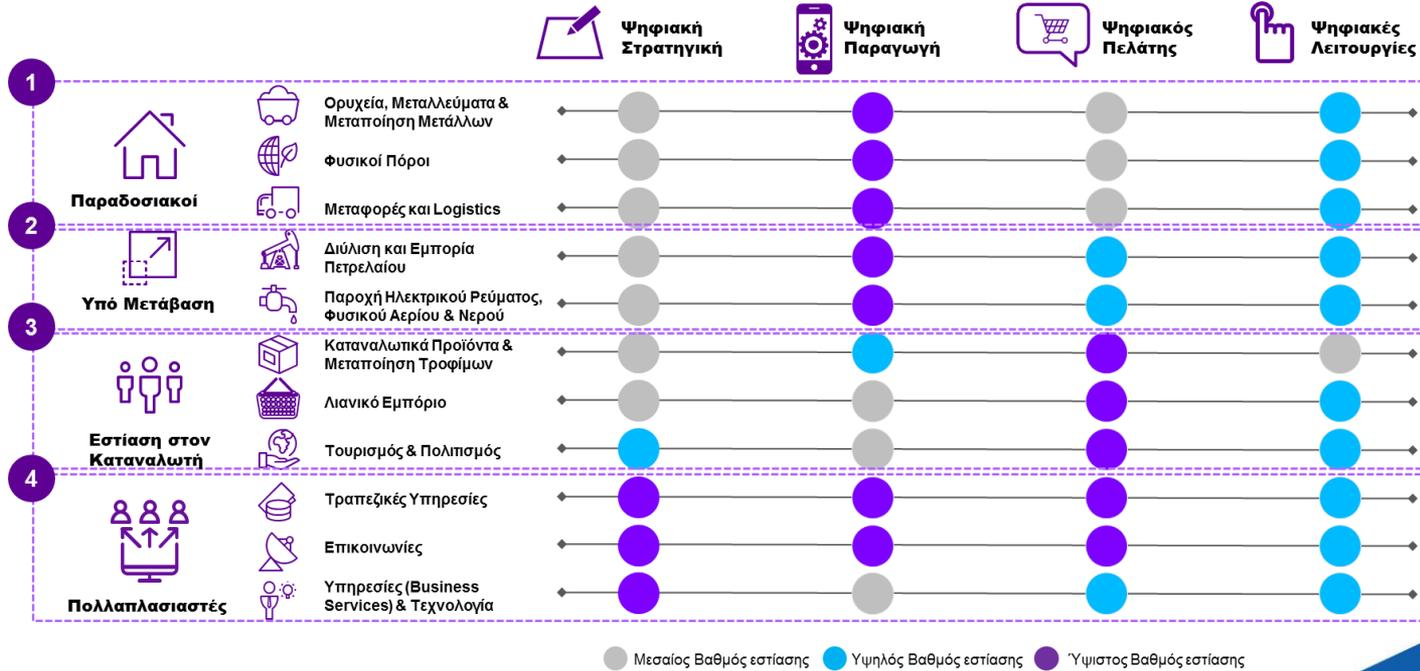 Ψηφιακή
Στρατηγική
Ψηφιακή
Παραγωγή
Ψηφιακός
Πελάτης
Ψηφιακές
Λειτουργίες
1
Παραδοσιακοί
Ορυχεία, Μεταλλεύματα &
Μεταποίηση Μετάλλων
Φυσικοί Πόροι
Μεταφορές και Logistics
2
Υπό Μετάβαση
Διύλιση και Εμπορία
Πετρελαίου
Παροχή Ηλεκτρικού Ρεύματος,
Φυσικού Αερίου & Νερού
3
Εστίαση στον
Καταναλωτή
Καταναλωτικά Προϊόντα &
Μεταποίηση Τροφίμων
Λιανικό Εμπόριο
Τουρισμός & Πολιτισμός
4
Πολλαπλασιαστές
Τραπεζικές Υπηρεσίες
Επικοινωνίες
Υπηρεσίες (Business
Services) & Τεχνολογία
Μεσαίος Βαθμός εστίασης
Υψηλός Βαθμός εστίασης
Ύψιστος Βαθμός εστίασης